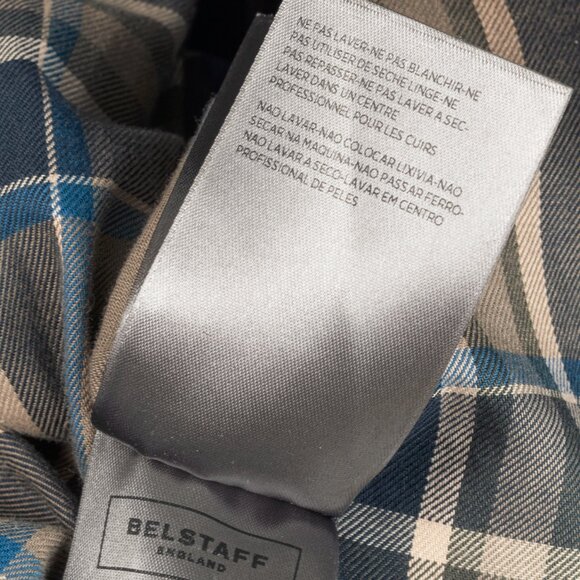 NE PAS LAVER-NE PAS BLANCHIR-NE
PAS UTILISER DE SECHE LINGE-NE
PAS REPASSER-NE PAS LAVER A SEC-
LAVER DANS UN CENTRE
PROFESSIONNEL POUR LES CUIRS
NAO LAVAR-NAO COLOCAR LIXIVIA-NAO
SECAR NA MAQUINA-NAO PASSAR FERRO-
NAO LAVAR A SECO-LAVAR EM CENTRO
PROFISSIONAL DE PELES
BELSTAFF
ENGLAND